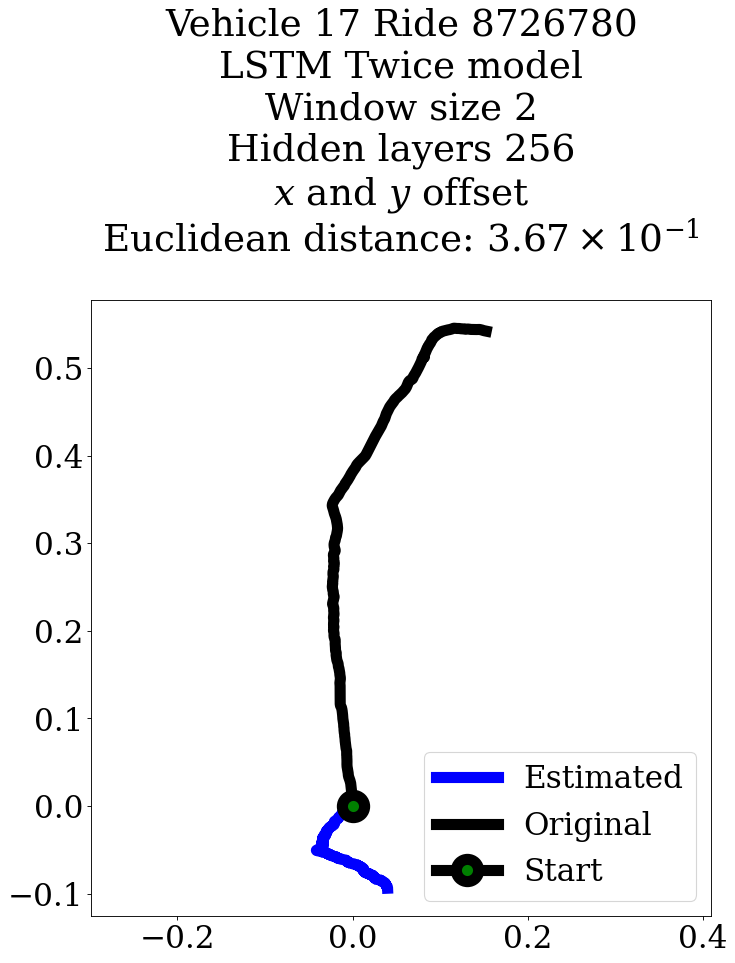 Vehicle 17 Ride 8726780
LSTM Twice model
Window size 2
Hidden layers 256
x and y offset
Euclidean distance: 3.67 × 10⁻¹
0.5
0.4
0.3
0.2
0.1
0.0
−0.1
−0.2 0.0 0.2 0.4
Estimated
Original
Start